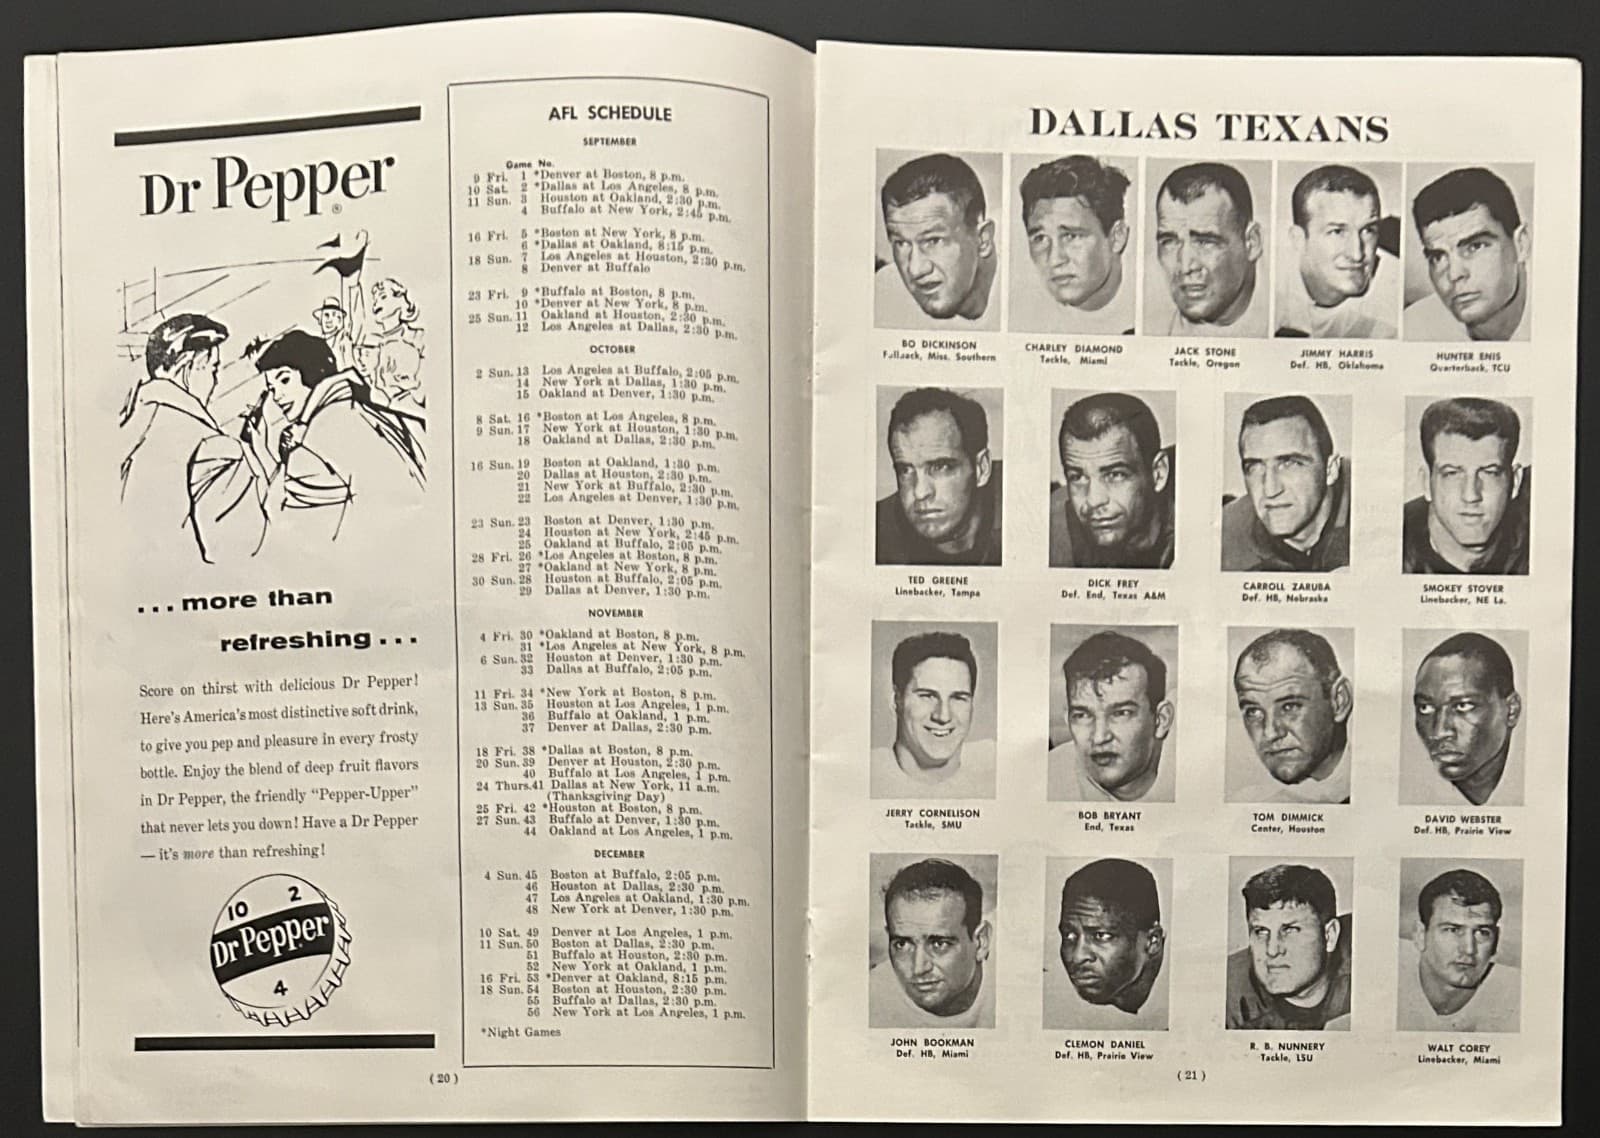 Dr Pepper®
... more than
refreshing ...
Score on thirst with delicious Dr Pepper!
Here's America's most distinctive soft drink,
to give you pep and pleasure in every frosty
bottle. Enjoy the blend of deep fruit flavors
in Dr Pepper, the friendly "Pepper-Upper"
that never lets you down! Have a Dr Pepper
— it's more than refreshing!
10 2
Dr Pepper
4
AFL SCHEDULE
SEPTEMBER
Game No.
9 Fri. 1 *Denver at Boston, 8 p.m.
10 Sat. 2 *Dallas at Los Angeles, 8 p.m.
11 Sun. 3 Houston at Oakland, 2:30 p.m.
4 Buffalo at New York, 2:45 p.m.
16 Fri. 5 *Boston at New York, 8 p.m.
6 *Dallas at Oakland, 8:15 p.m.
18 Sun. 7 Los Angeles at Houston, 2:30 p.m.
8 Denver at Buffalo
23 Fri. 9 *Buffalo at Boston, 8 p.m.
10 *Denver at New York, 8 p.m.
25 Sun. 11 Oakland at Houston, 2:30 p.m.
12 Los Angeles at Dallas, 2:30 p.m.
OCTOBER
2 Sun. 13 Los Angeles at Buffalo, 2:05 p.m.
14 New York at Dallas, 1:30 p.m.
15 Oakland at Denver, 1:30 p.m.
8 Sat. 16 *Boston at Los Angeles, 8 p.m.
9 Sun. 17 New York at Houston, 1:30 p.m.
18 Oakland at Dallas, 2:30 p.m.
16 Sun. 19 Boston at Oakland, 1:30 p.m.
20 Dallas at Houston, 2:30 p.m.
21 New York at Buffalo, 2:30 p.m.
22 Los Angeles at Denver, 1:30 p.m.
23 Sun. 23 Boston at Denver, 1:30 p.m.
24 Houston at New York, 2:45 p.m.
25 Oakland at Buffalo, 2:05 p.m.
28 Fri. 26 *Los Angeles at Boston, 8 p.m.
27 *Oakland at New York, 8 p.m.
30 Sun. 28 Houston at Buffalo, 2:05 p.m.
29 Dallas at Denver, 1:30 p.m.
NOVEMBER
4 Fri. 30 *Oakland at Boston, 8 p.m.
31 *Los Angeles at New York, 8 p.m.
6 Sun. 32 Houston at Denver, 1:30 p.m.
33 Dallas at Buffalo, 2:05 p.m.
11 Fri. 34 *New York at Boston, 8 p.m.
13 Sun. 35 Houston at Los Angeles, 1 p.m.
36 Buffalo at Oakland, 1 p.m.
37 Denver at Dallas, 2:30 p.m.
18 Fri. 38 *Dallas at Boston, 8 p.m.
20 Sun. 39 Denver at Houston, 2:30 p.m.
40 Buffalo at Los Angeles, 1 p.m.
24 Thurs. 41 Dallas at New York, 11 a.m.
(Thanksgiving Day)
25 Fri. 42 *Houston at Boston, 8 p.m.
27 Sun. 43 Buffalo at Denver, 1:30 p.m.
44 Oakland at Los Angeles, 1 p.m.
DECEMBER
4 Sun. 45 Boston at Buffalo, 2:05 p.m.
46 Houston at Dallas, 2:30 p.m.
47 Los Angeles at Oakland, 1:30 p.m.
48 New York at Denver, 1:30 p.m.
10 Sat. 49 Denver at Los Angeles, 1 p.m.
11 Sun. 50 Boston at Dallas, 2:30 p.m.
51 Buffalo at Houston, 2:30 p.m.
52 New York at Oakland, 1 p.m.
16 Fri. 53 *Denver at Oakland, 8:15 p.m.
18 Sun. 54 Boston at Houston, 2:30 p.m.
55 Buffalo at Dallas, 2:30 p.m.
56 New York at Los Angeles, 1 p.m.
*Night Games
(20)
DALLAS TEXANS
BO DICKINSON
Fullback, Miss. Southern
CHARLEY DIAMOND
Tackle, Miami
JACK STONE
Tackle, Oregon
JIMMY HARRIS
Def. HB, Oklahoma
HUNTER ENIS
Quarterback, TCU
TED GREENE
Linebacker, Tampa
DICK FREY
Def. End, Texas A&M
CARROLL ZARUBA
Def. HB, Nebraska
SMOKEY STOVER
Linebacker, NE La.
JERRY CORNELISON
Tackle, SMU
BOB BRYANT
End, Texas
TOM DIMMICK
Center, Houston
DAVID WEBSTER
Def. HB, Prairie View
JOHN BOOKMAN
Def. HB, Miami
CLEMON DANIEL
Def. HB, Prairie View
R. B. NUNNERY
Tackle, LSU
WALT COREY
Linebacker, Miami
(21)